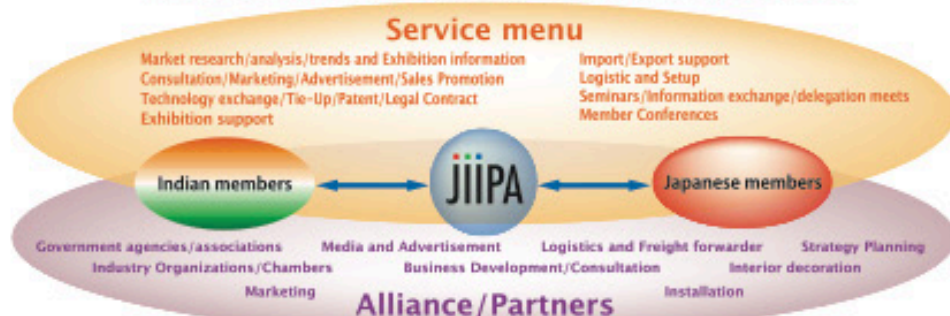 Service menu
Market research/analysis/trends and Exhibition information
Consultation/Marketing/Advertisement/Sales Promotion
Technology exchange/Tie-Up/Patent/Legal Contract
Exhibition support
Import/Export support
Logistic and Setup
Seminars/Information exchange/delegation meets
Member Conferences
Indian members
JIIPA
Japanese members
Government agencies/associations
Media and Advertisement
Logistics and Freight forwarder
Strategy Planning
Industry Organizations/Chambers
Business Development/Consultation
Interior decoration
Marketing
Installation
Alliance/Partners